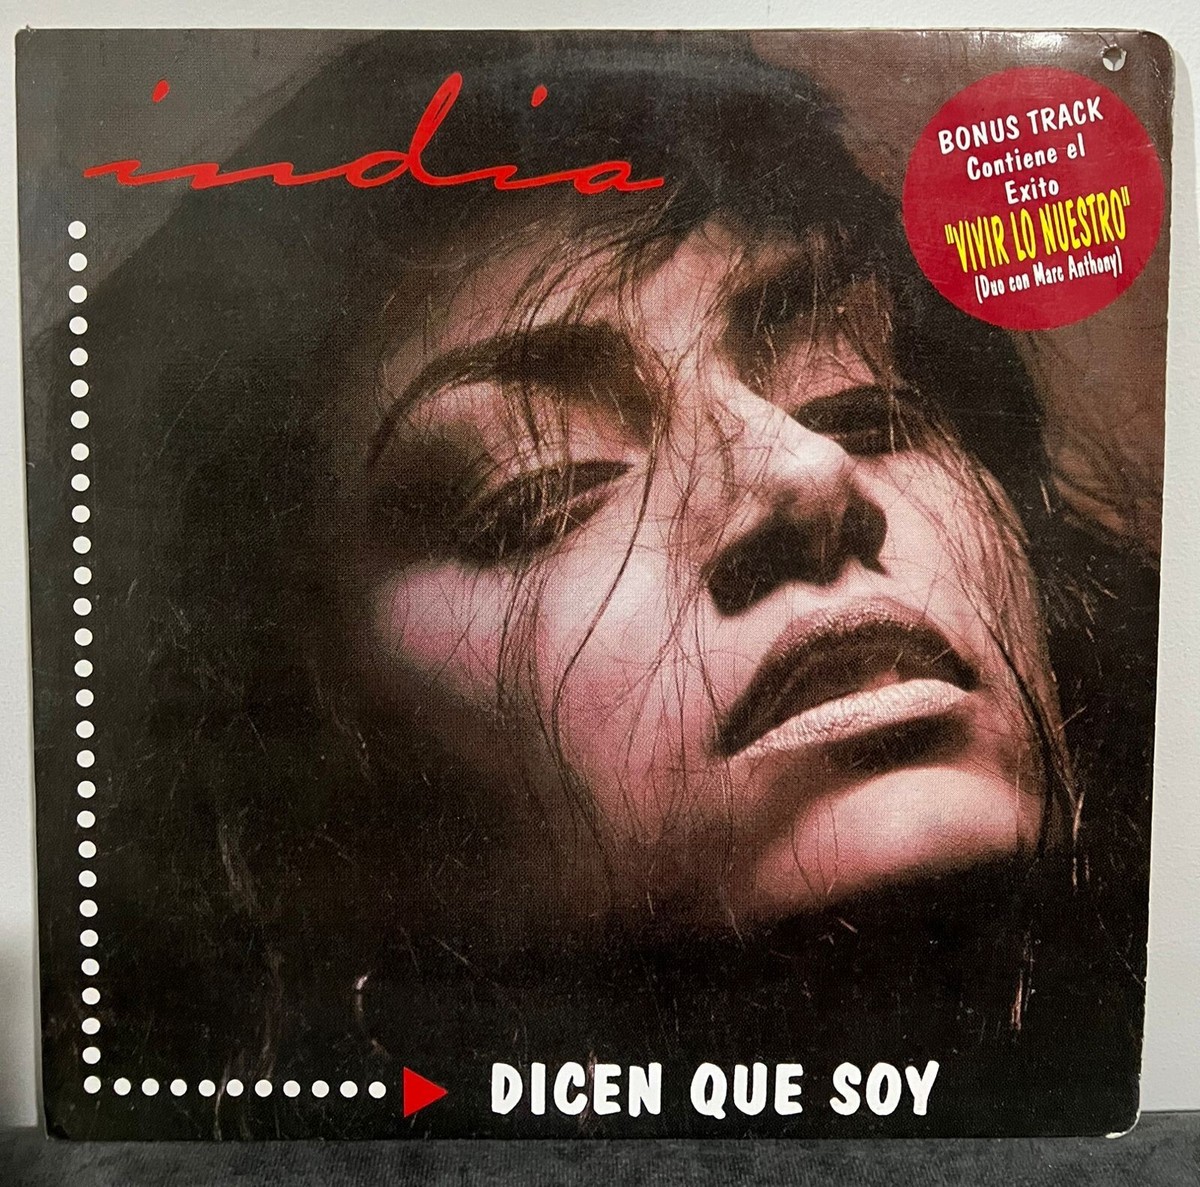 india
BONUS TRACK
Contiene el
Exito
"VIVIR LO NUESTRO"
(Duo con Marc Anthony)
DICEN QUE SOY